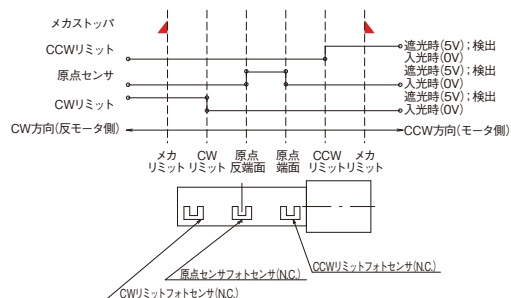 メカストッパ
CCWリミット
遮光時(5V);検出
入光時(0V)
原点センサ
遮光時(5V);検出
入光時(0V)
CWリミット
遮光時(5V);検出
入光時(0V)
CW方向(反モータ側)
CCW方向(モータ側)
メカ
リミット
CW
リミット
原点
反端面
原点
端面
CCW
リミット
メカ
リミット
CCWリミットフォトセンサ(N.C.)
原点センサフォトセンサ(N.C.)
CWリミットフォトセンサ(N.C.)